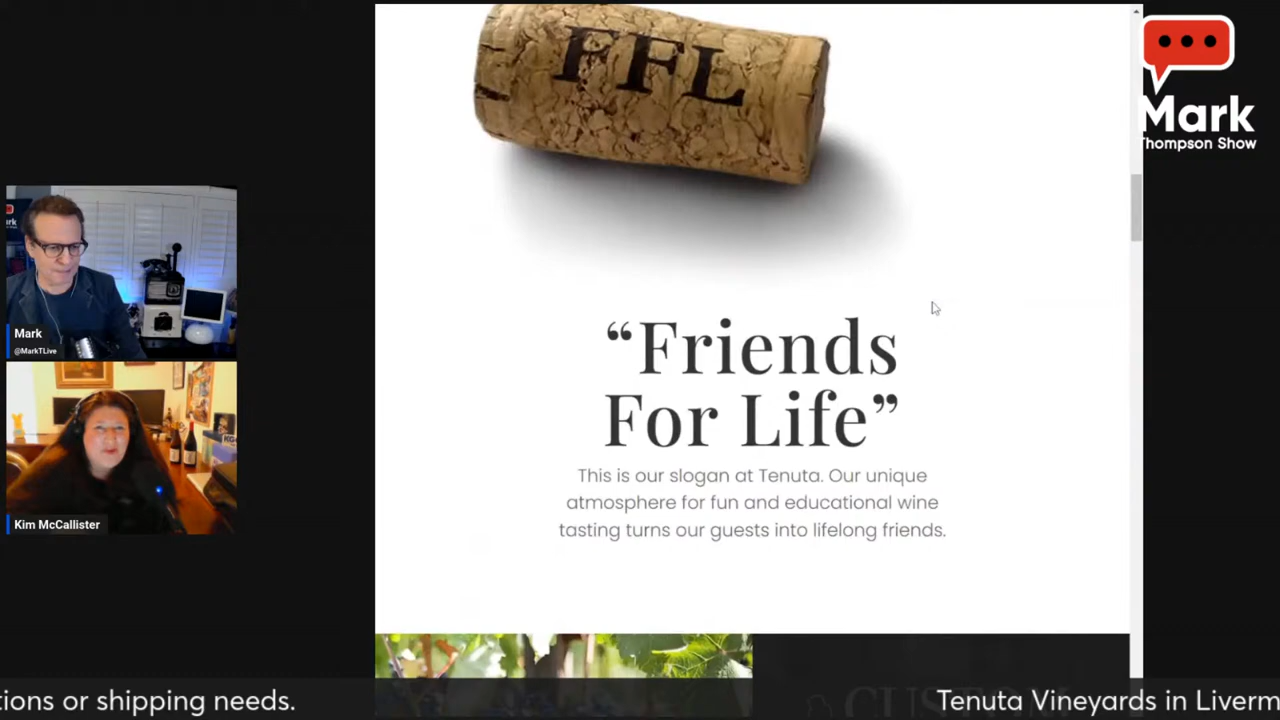 FFL
Mark
Thompson Show
Mark
@MarkTLive
Kim McCallister
“Friends
For Life”
This is our slogan at Tenuta. Our unique
atmosphere for fun and educational wine
tasting turns our guests into lifelong friends.
tions or shipping needs.
Tenuta Vineyards in Liverm